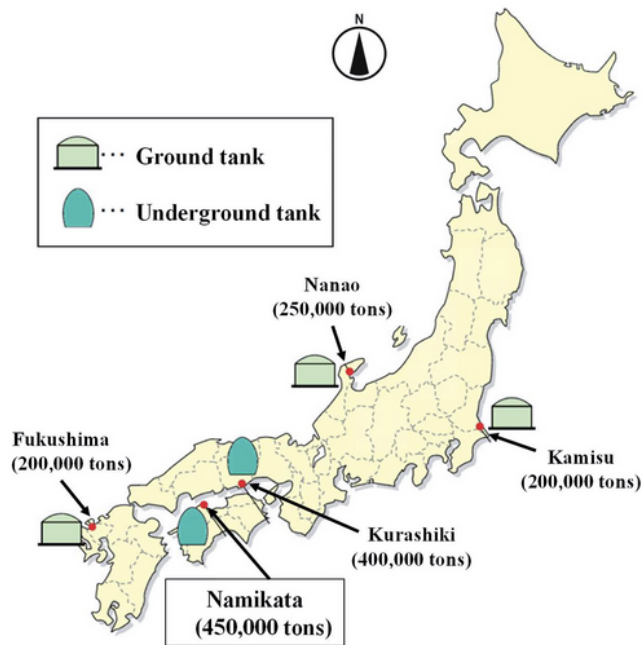 N
··· Ground tank
··· Underground tank
Nanao
(250,000 tons)
Fukushima
(200,000 tons)
Kamisu
(200,000 tons)
Kurashiki
(400,000 tons)
Namikata
(450,000 tons)